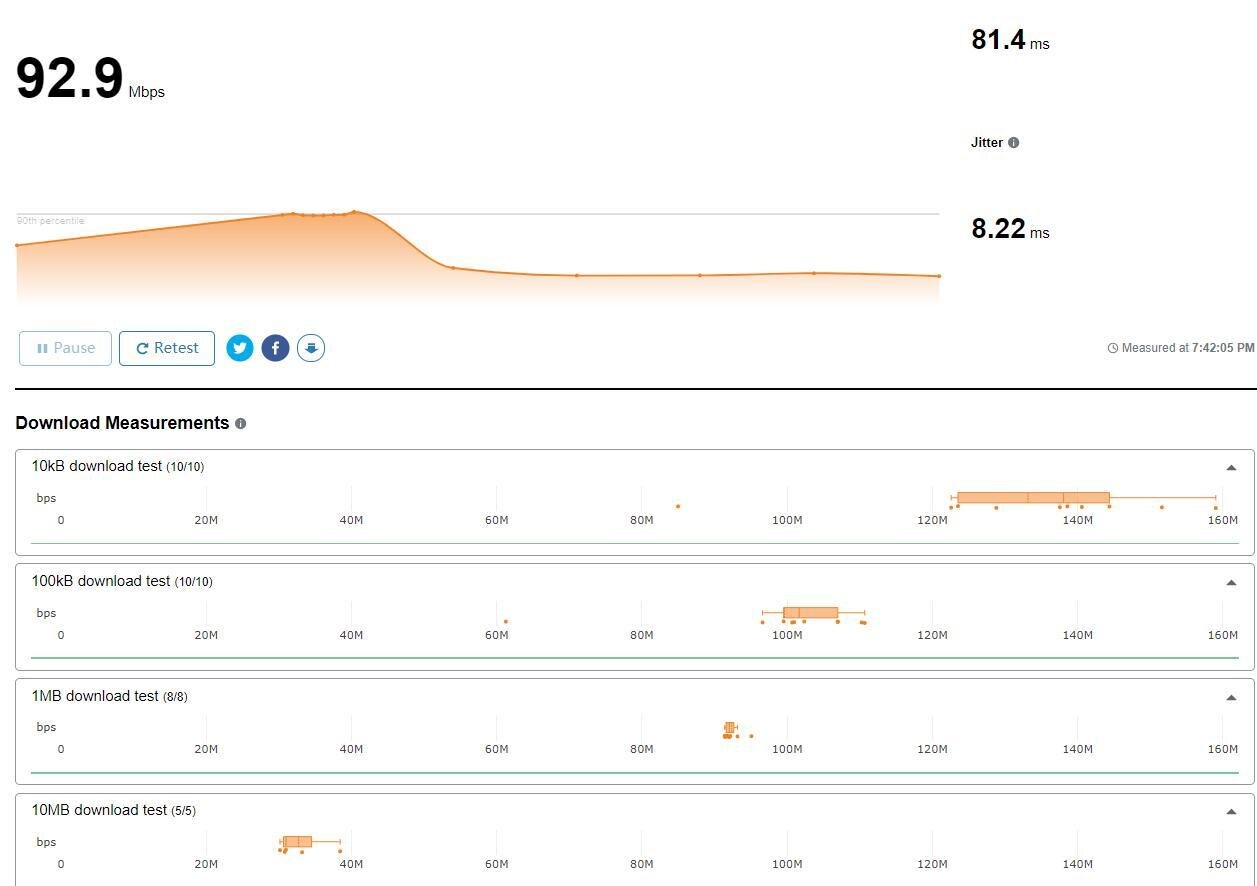 92.9 Mbps
81.4 ms
Jitter
8.22 ms
90th percentile
Pause
Retest
Measured at 7:42:05 PM
Download Measurements
10kB download test (10/10)
bps
0 20M 40M 60M 80M 100M 120M 140M 160M
100kB download test (10/10)
bps
0 20M 40M 60M 80M 100M 120M 140M 160M
1MB download test (8/8)
bps
0 20M 40M 60M 80M 100M 120M 140M 160M
10MB download test (5/5)
bps
0 20M 40M 60M 80M 100M 120M 140M 160M